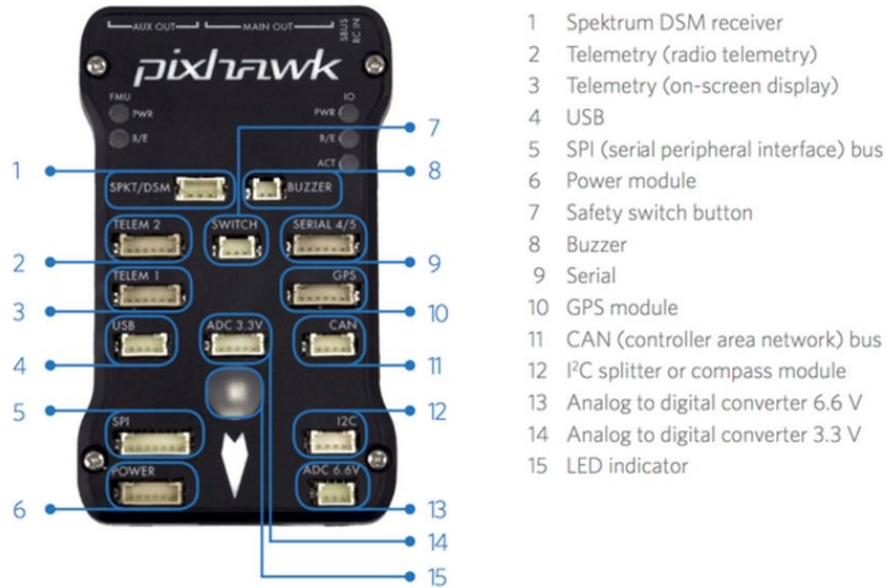 AUX OUT
MAIN OUT
SBUS
RC IN
pixhawk
FMU
IO
PWR
PWR
B/E
B/E
ACT
7
1
8
SPKT/DSM
BUZZER
TELEM 2
SWITCH
SERIAL 4/5
2
9
TELEM 1
GPS
3
10
USB
ADC 3.3V
CAN
4
11
5
12
SPI
I2C
POWER
ADC 6.6V
6
13
14
15
1 Spektrum DSM receiver
2 Telemetry (radio telemetry)
3 Telemetry (on-screen display)
4 USB
5 SPI (serial peripheral interface) bus
6 Power module
7 Safety switch button
8 Buzzer
9 Serial
10 GPS module
11 CAN (controller area network) bus
12 I²C splitter or compass module
13 Analog to digital converter 6.6 V
14 Analog to digital converter 3.3 V
15 LED indicator